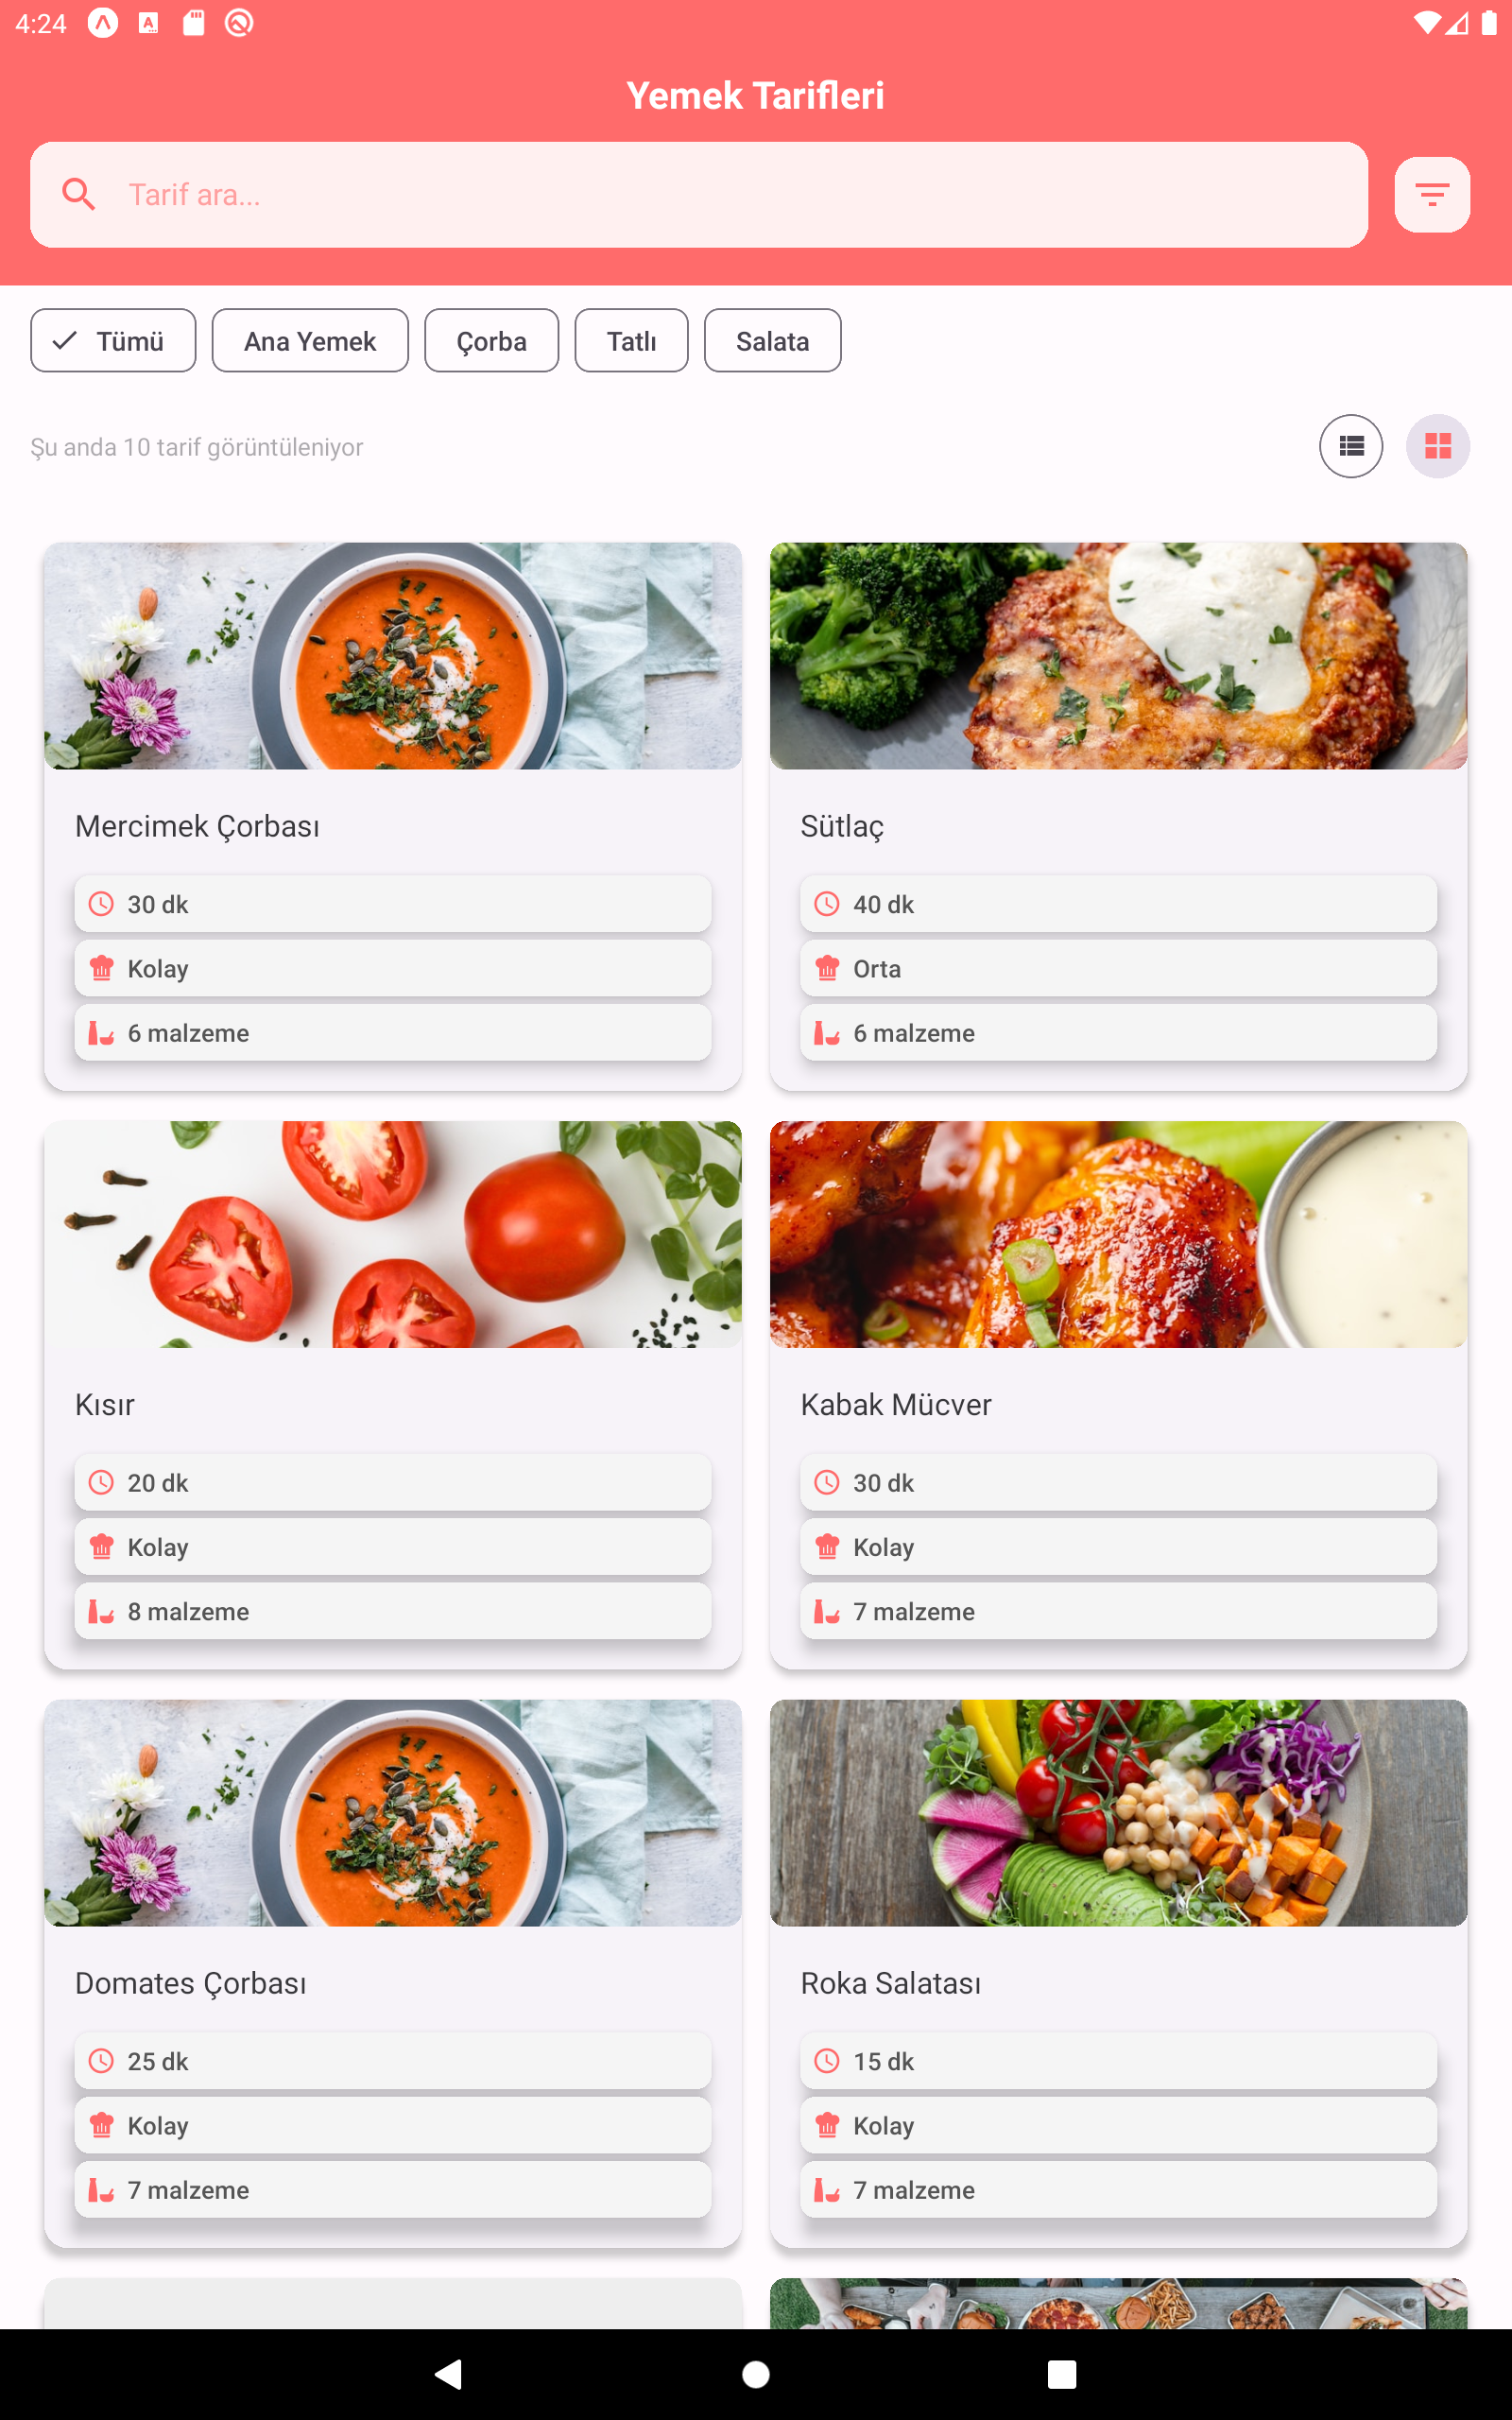 4:24
Yemek Tarifleri
Tarif ara...
Tümü
Ana Yemek
Çorba
Tatlı
Salata
Şu anda 10 tarif görüntüleniyor
Mercimek Çorbası
30 dk
Kolay
6 malzeme
Sütlaç
40 dk
Orta
6 malzeme
Kısır
20 dk
Kolay
8 malzeme
Kabak Mücver
30 dk
Kolay
7 malzeme
Domates Çorbası
25 dk
Kolay
7 malzeme
Roka Salatası
15 dk
Kolay
7 malzeme